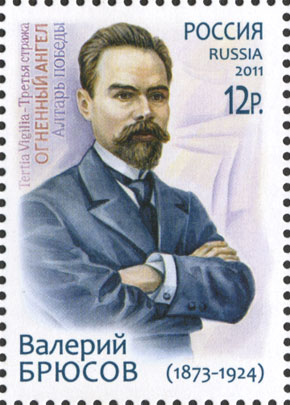 РОССИЯ
RUSSIA
2011
12р.
Tertia Vigilia-Третья стража
ОГНЕННЫЙ АНГЕЛ
Алтарь победы
Валерий
БРЮСОВ
(1873-1924)